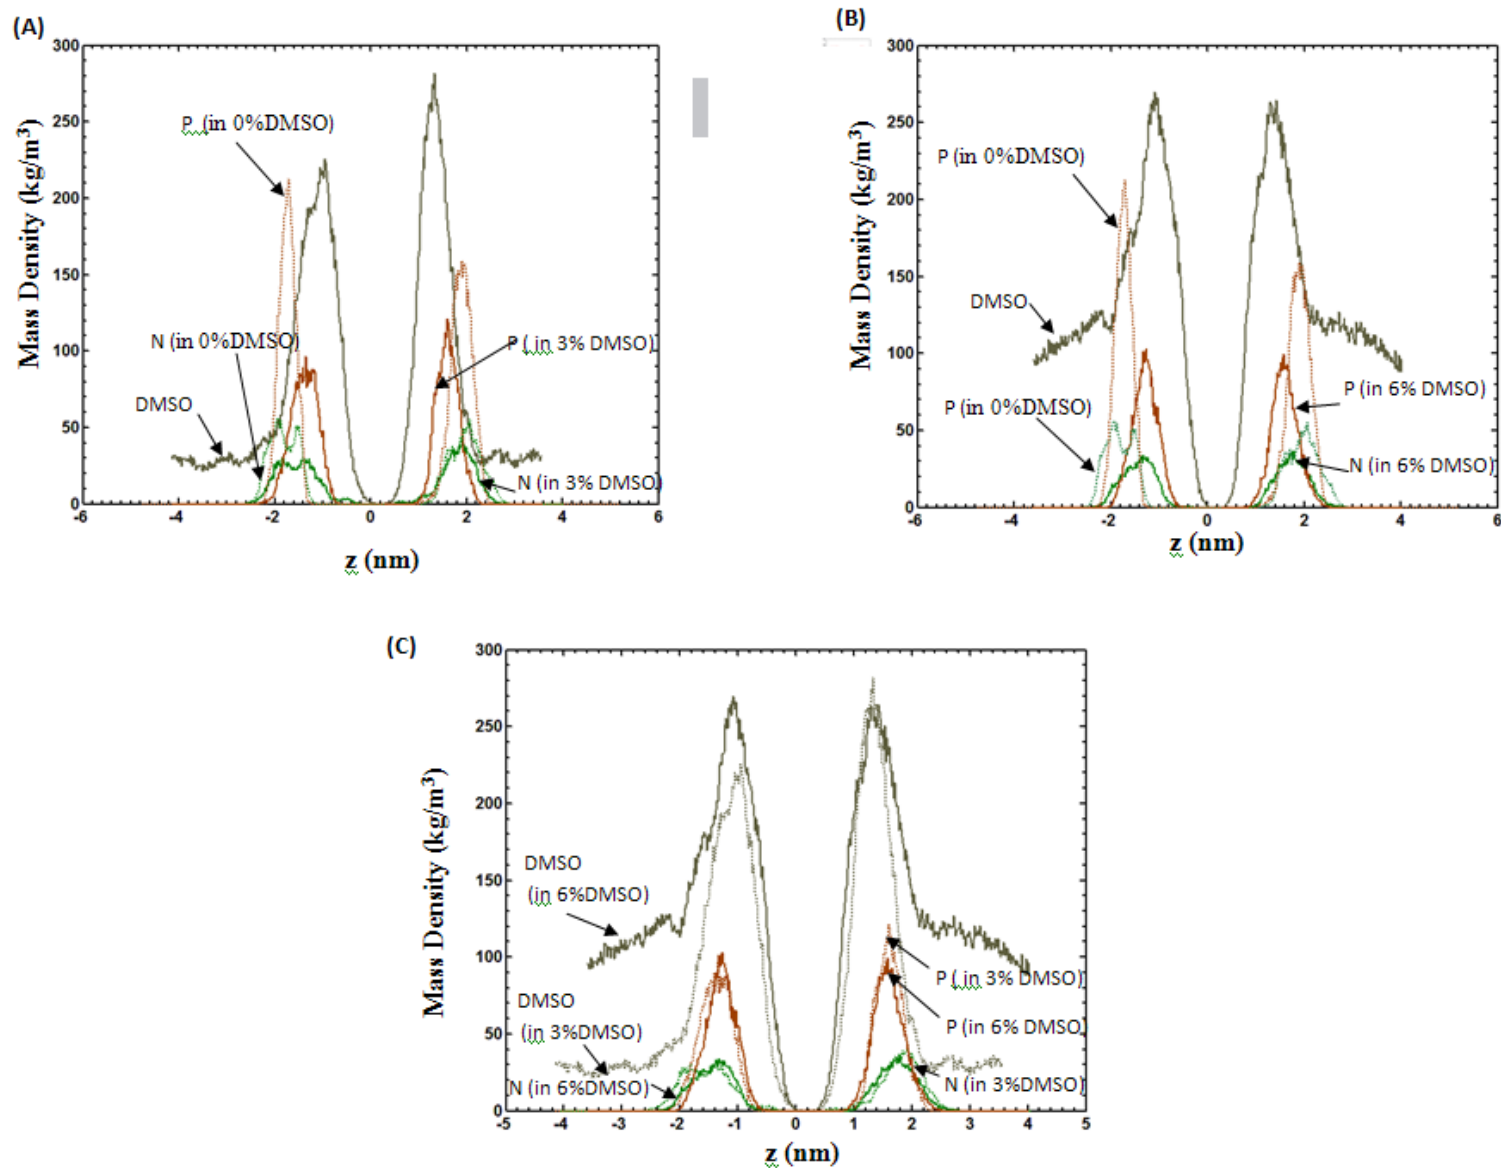 (A)
300
250
200
150
100
50
0
Mass Density (kg/m³)
P (in 0%DMSO)
N (in 0%DMSO)
DMSO
P ( in 3% DMSO)
N (in 3% DMSO)
-6 -4 -2 0 2 4 6
z (nm)
(B)
300
250
200
150
100
50
0
Mass Density (kg/m³)
P (in 0%DMSO)
DMSO
P (in 0%DMSO)
P (in 6% DMSO)
N (in 6% DMSO)
-6 -4 -2 0 2 4 6
z (nm)
(C)
300
250
200
150
100
50
0
Mass Density (kg/m³)
DMSO
(in 6%DMSO)
DMSO
(in 3%DMSO)
N (in 6%DMSO)
P ( in 3% DMSO)
P (in 6% DMSO)
N (in 3%DMSO)
-5 -4 -3 -2 -1 0 1 2 3 4 5
z (nm)